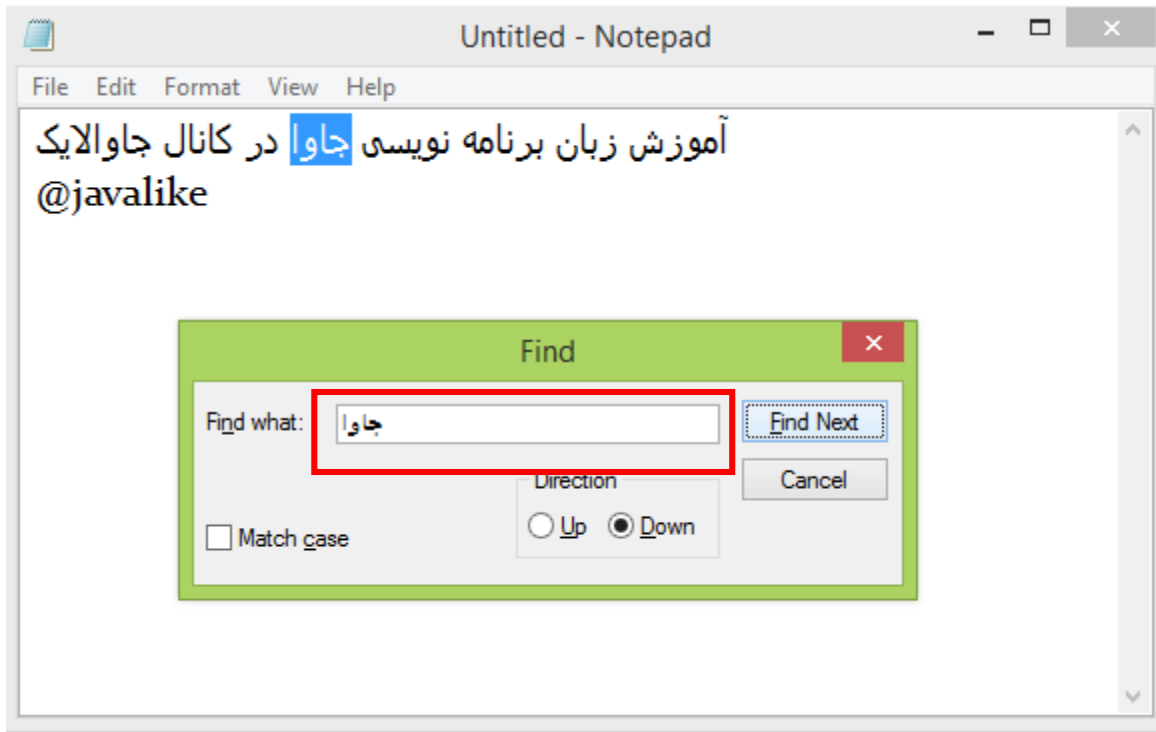 Untitled - Notepad
File Edit Format View Help
آموزش زبان برنامه نویسی جاوا در کانال جاوالایک
@javalike
Find
Find what: جاوا
Find Next
Direction
Cancel
Up Down
Match case